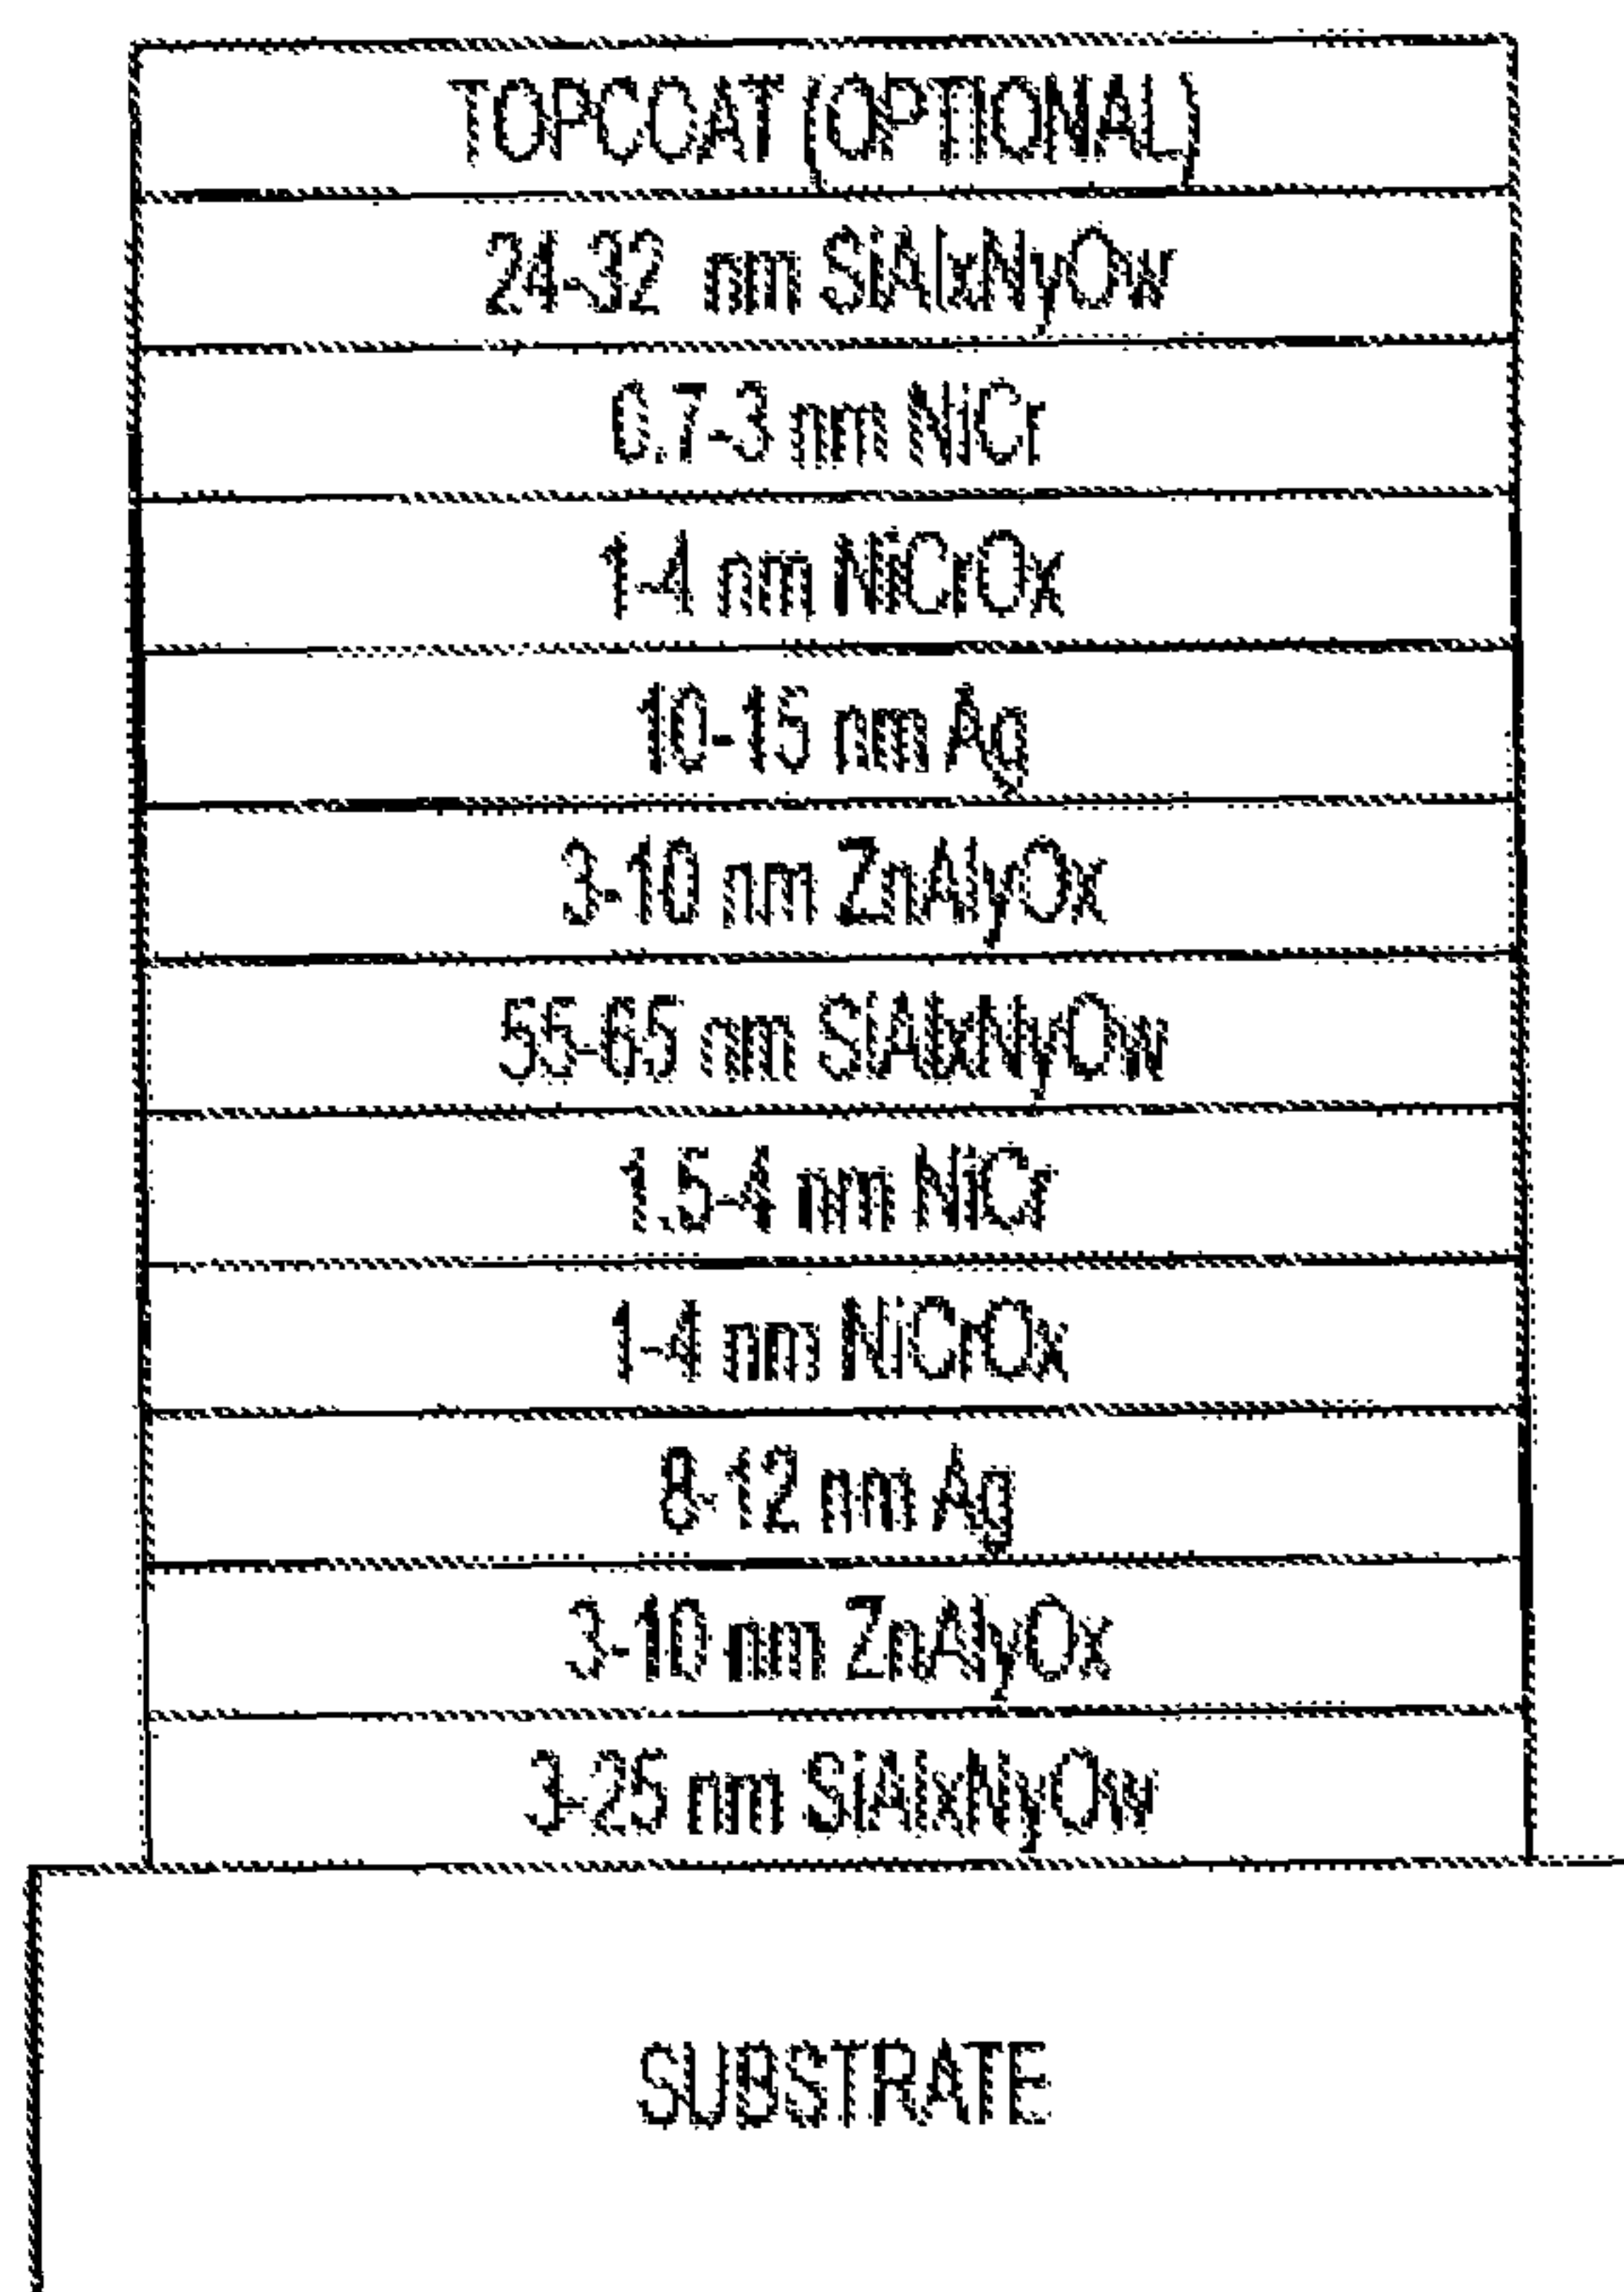 TOPCOAT (OPTIONAL)
24-32 nm SiAlxNyOw
0.7-3 nm NiCr
1-4 nm NiCrOx
10-15 nm Ag
3-10 nm ZnAlyOx
55-65 nm SiAlxNyOw
1.5-4 nm NiCr
1-4 nm NiCrOx
8-12 nm Ag
3-10 nm ZnAlyOx
3-25 nm SiAlxNyOw
SUBSTRATE